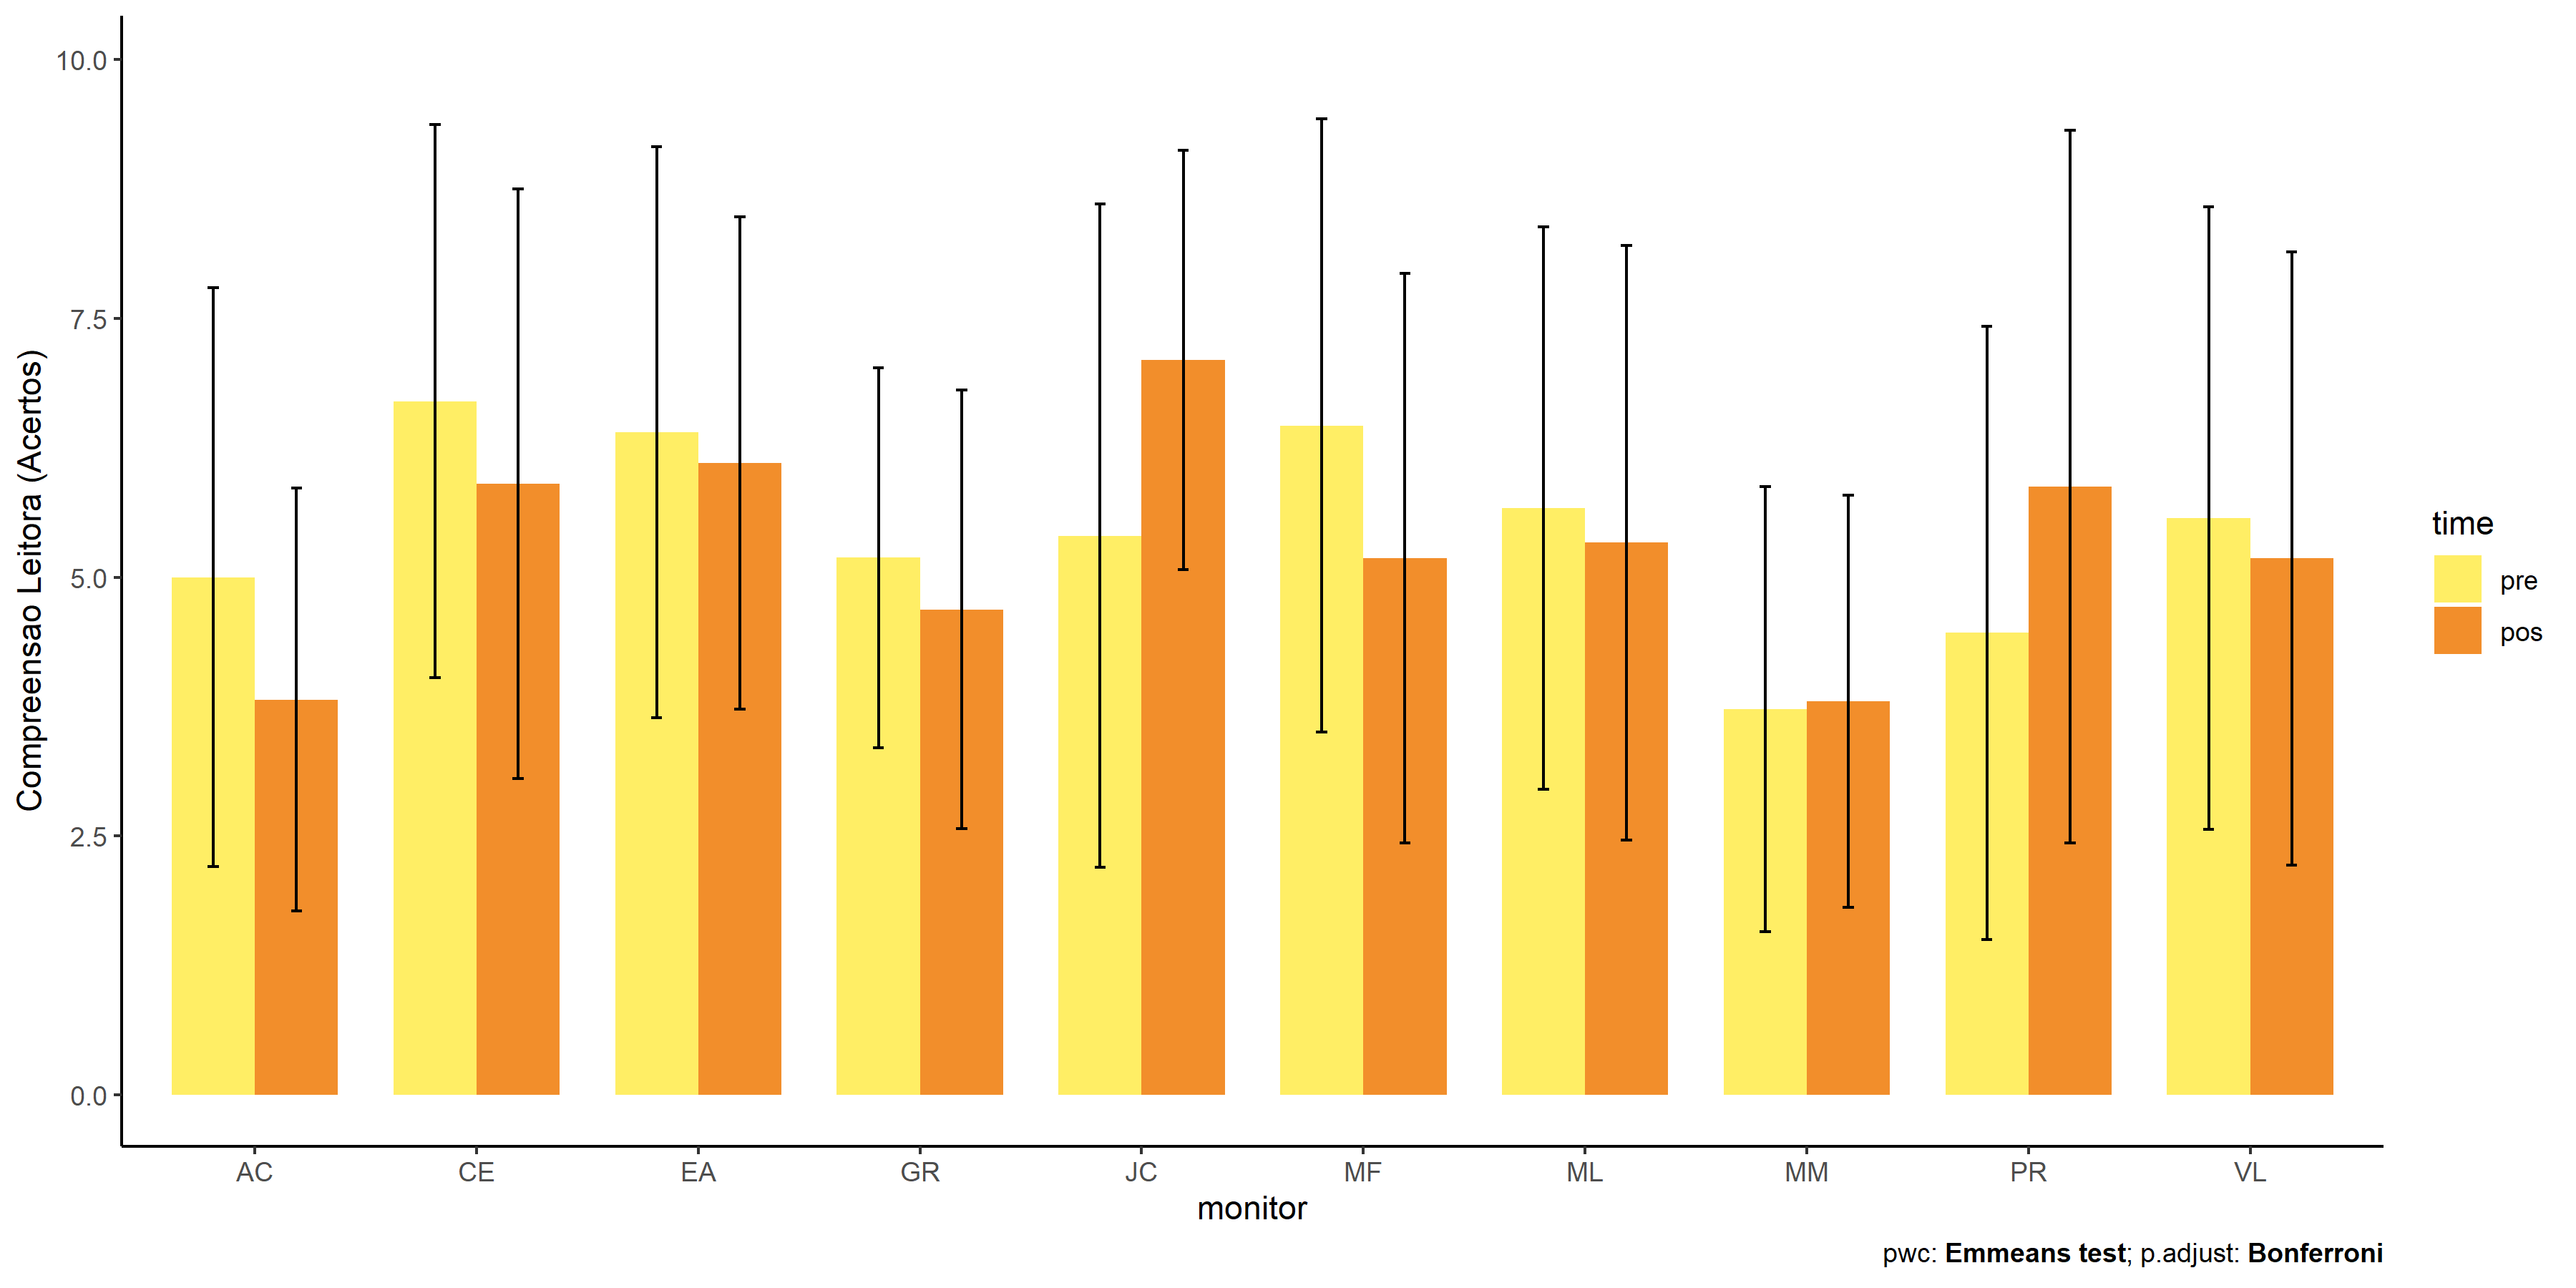 Compreensao Leitora (Acertos)
10.0
7.5
5.0
2.5
0.0
AC CE EA GR JC MF ML MM PR VL
monitor
time
pre
pos
pwc: Emmeans test; p.adjust: Bonferroni